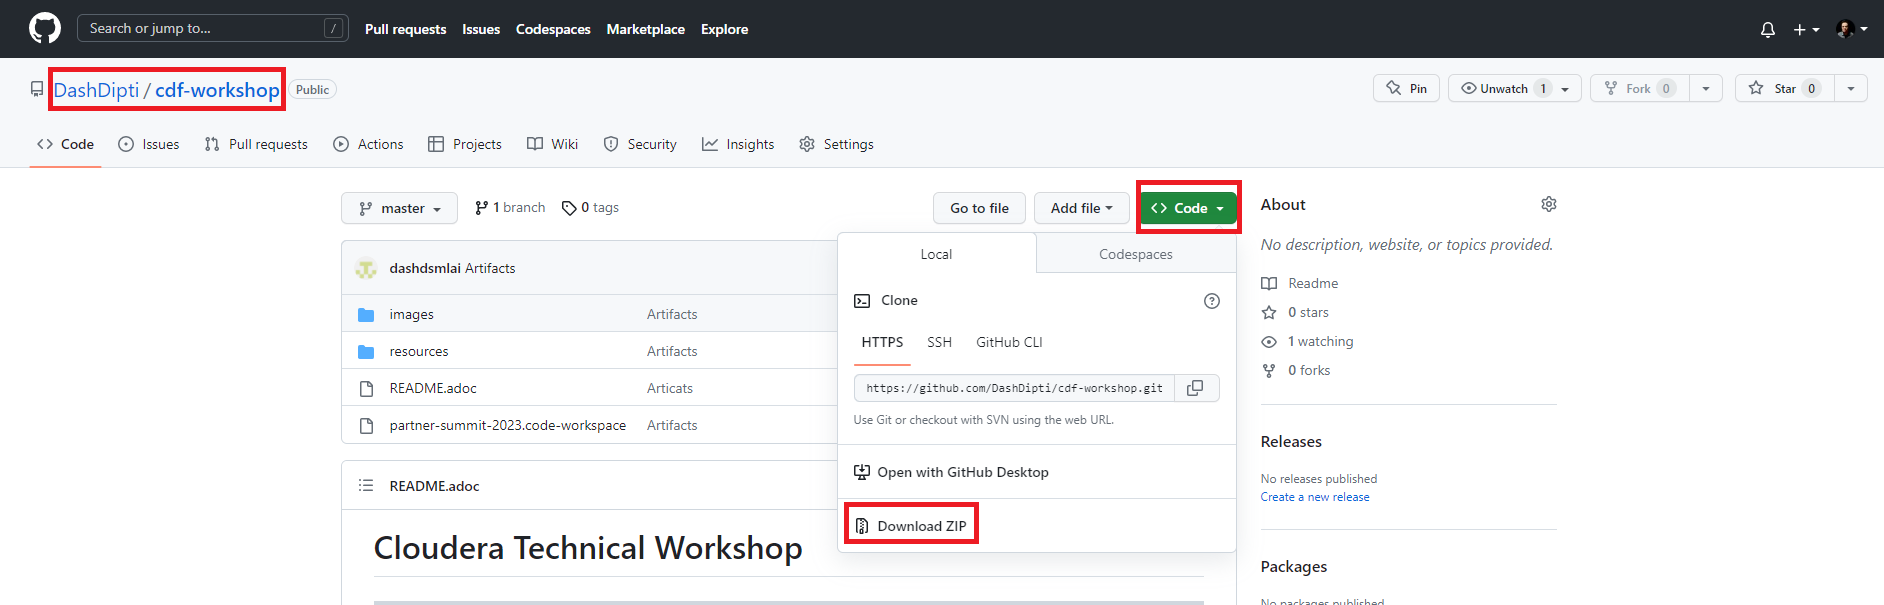 Search or jump to... /
Pull requests Issues Codespaces Marketplace Explore
DashDipti / cdf-workshop Public
Pin Unwatch 1 Fork 0 Star 0
Code Issues Pull requests Actions Projects Wiki Security Insights Settings
master 1 branch 0 tags Go to file Add file Code
dashdsmlai Artifacts
images Artifacts
resources Artifacts
README.adoc Articats
partner-summit-2023.code-workspace Artifacts
README.adoc
Cloudera Technical Workshop
Local Codespaces
Clone
HTTPS SSH GitHub CLI
https://github.com/DashDipti/cdf-workshop.git
Use Git or checkout with SVN using the web URL.
Open with GitHub Desktop
Download ZIP
About
No description, website, or topics provided.
Readme
0 stars
1 watching
0 forks
Releases
No releases published
Create a new release
Packages
No packages published